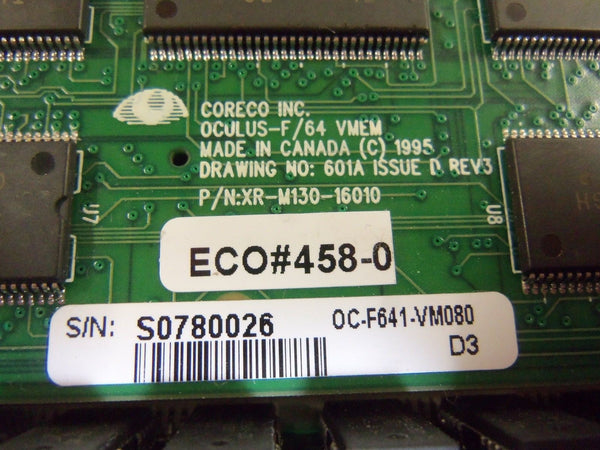 CORECO INC.
OCULUS-F/64 VMEM
MADE IN CANADA (C) 1995
DRAWING NO: 601A ISSUE D REV3
P/N:XR-M130-16010
U7
U8
ECO#458-0
S/N: S0780026 OC-F641-VM080
D3